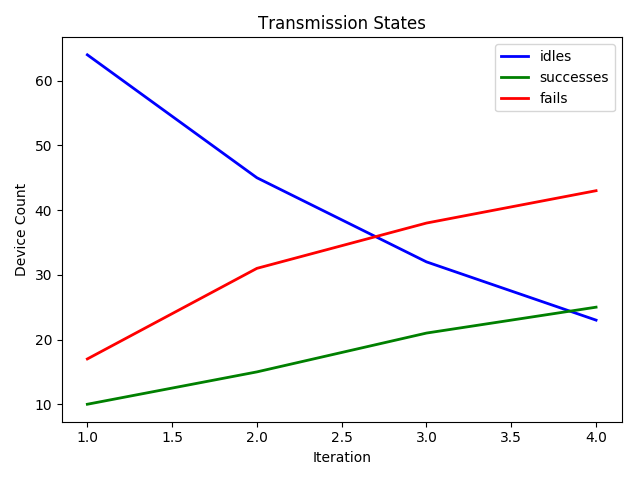 Transmission States
idles
successes
fails
Device Count
60
50
40
30
20
10
1.0 1.5 2.0 2.5 3.0 3.5 4.0
Iteration